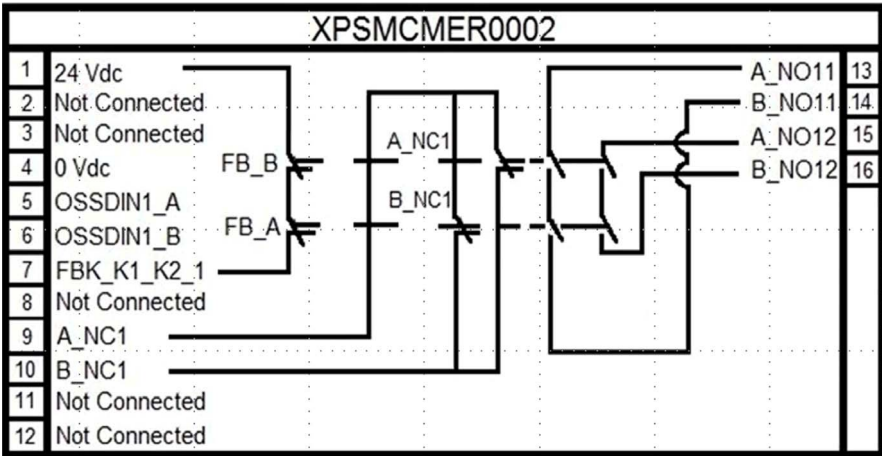 XPSMCMER0002
1 24 Vdc
2 Not Connected
3 Not Connected
4 0 Vdc
5 OSSDIN1_A
6 OSSDIN1_B
7 FBK_K1_K2_1
8 Not Connected
9 A_NC1
10 B_NC1
11 Not Connected
12 Not Connected
FB_B
FB_A
A_NC1
B_NC1
A_NO11 13
B_NO11 14
A_NO12 15
B_NO12 16